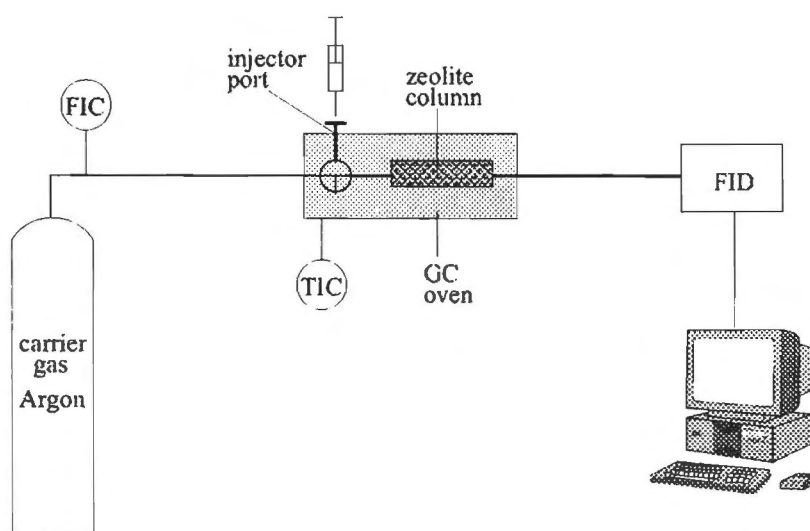 injector
port
zeolite
column
FIC
FID
TIC
GC
oven
carrier
gas
Argon